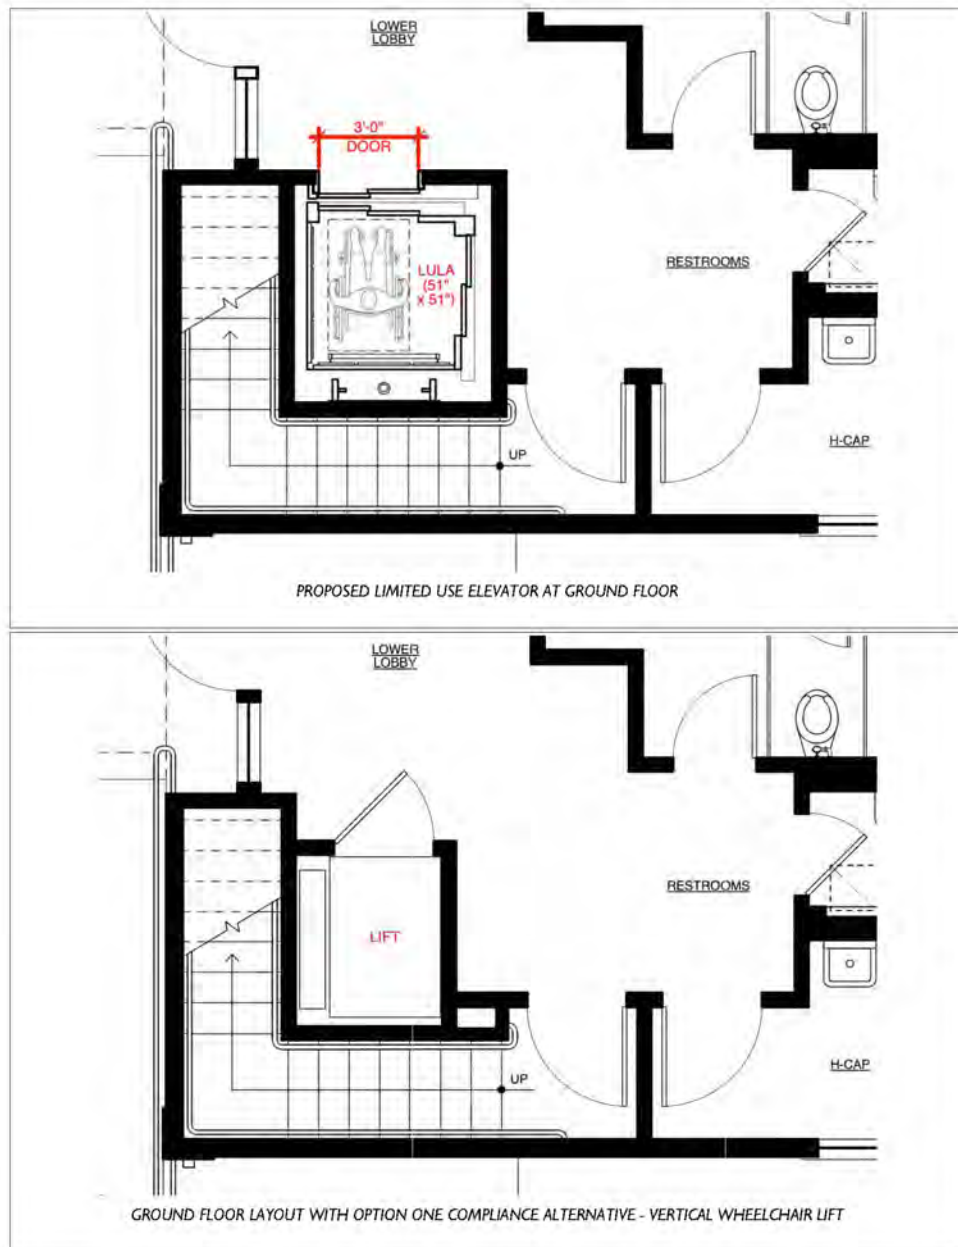 LOWER
LOBBY
3'-0"
DOOR
LULA
(51"
x 51")
RESTROOMS
H-CAP
UP
PROPOSED LIMITED USE ELEVATOR AT GROUND FLOOR
LOWER
LOBBY
RESTROOMS
LIFT
H-CAP
UP
GROUND FLOOR LAYOUT WITH OPTION ONE COMPLIANCE ALTERNATIVE - VERTICAL WHEELCHAIR LIFT